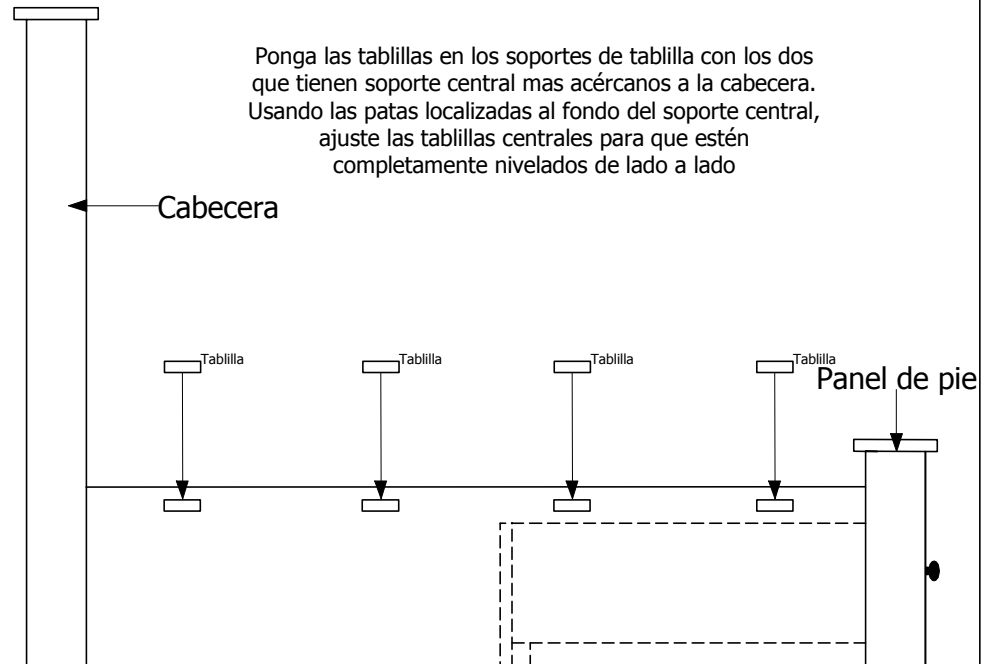 Ponga las tablillas en los soportes de tablilla con los dos
que tienen soporte central mas acércanos a la cabecera.
Usando las patas localizadas al fondo del soporte central,
ajuste las tablillas centrales para que estén
completamente nivelados de lado a lado
Cabecera
Tablilla
Tablilla
Tablilla
Tablilla
Panel de pie